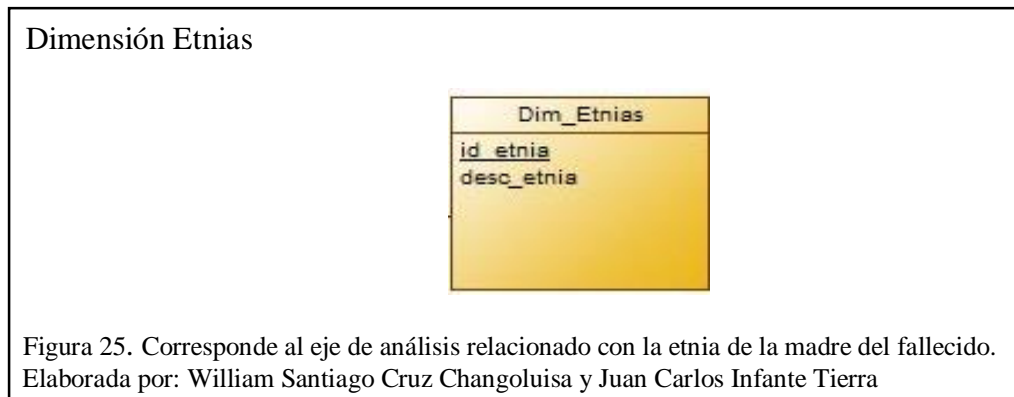 Dimensión Etnias
Dim_Etnias
id_etnia
desc_etnia
Figura 25. Corresponde al eje de análisis relacionado con la etnia de la madre del fallecido.
Elaborada por: William Santiago Cruz Changoluisa y Juan Carlos Infante Tierra